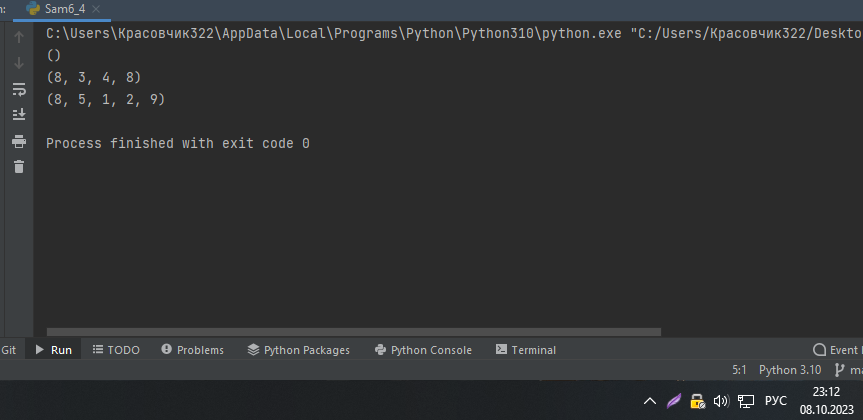 n: Sam6_4
C:\Users\Красовчик322\AppData\Local\Programs\Python\Python310\python.exe "C:/Users/Красовчик322/Deskto
()
(8, 3, 4, 8)
(8, 5, 1, 2, 9)
Process finished with exit code 0
Git Run TODO Problems Python Packages Python Console Terminal Event
5:1 Python 3.10 ma
23:12
РУС
08.10.2023